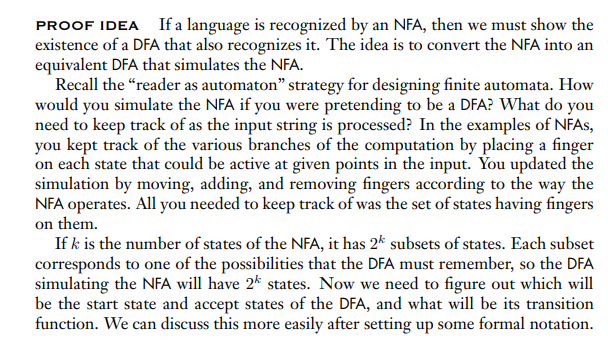 PROOF IDEA If a language is recognized by an NFA, then we must show the
existence of a DFA that also recognizes it. The idea is to convert the NFA into an
equivalent DFA that simulates the NFA.
Recall the “reader as automaton” strategy for designing finite automata. How
would you simulate the NFA if you were pretending to be a DFA? What do you
need to keep track of as the input string is processed? In the examples of NFAs,
you kept track of the various branches of the computation by placing a finger
on each state that could be active at given points in the input. You updated the
simulation by moving, adding, and removing fingers according to the way the
NFA operates. All you needed to keep track of was the set of states having fingers
on them.
If k is the number of states of the NFA, it has 2ᵏ subsets of states. Each subset
corresponds to one of the possibilities that the DFA must remember, so the DFA
simulating the NFA will have 2ᵏ states. Now we need to figure out which will
be the start state and accept states of the DFA, and what will be its transition
function. We can discuss this more easily after setting up some formal notation.